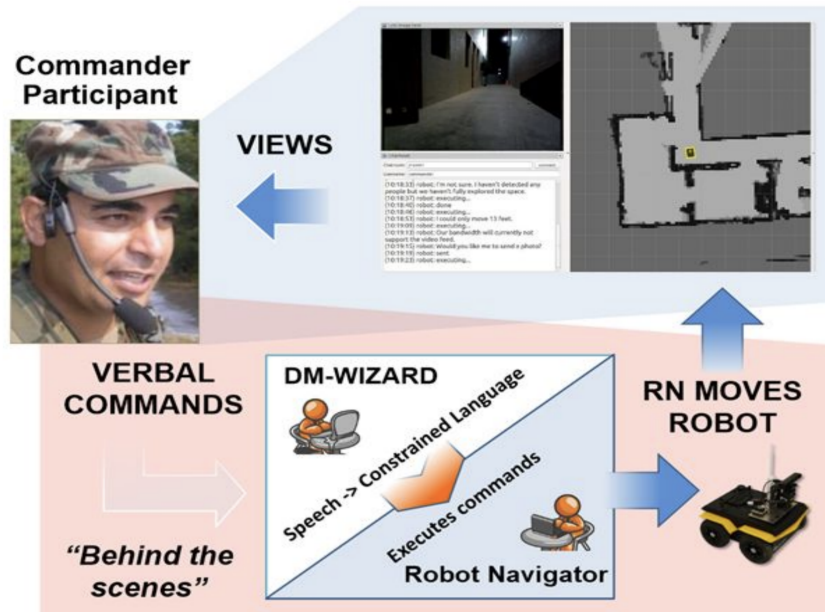 Commander
Participant
VIEWS
(10:18:33) robot: I'm not sure. I haven't detected any
people but we haven't fully explored the space.
(10:18:37) robot: executing...
(10:18:40) robot: done
(10:18:46) robot: executing...
(10:18:53) robot: I could only move 13 feet.
(10:19:09) robot: executing...
(10:19:13) robot: Our bandwidth will currently not
support the video feed.
(10:19:15) robot: Would you like me to send a photo?
(10:19:19) robot: sent
(10:19:23) robot: executing...
VERBAL
COMMANDS
"Behind the
scenes"
DM-WIZARD
Speech -> Constrained Language
Executes commands
Robot Navigator
RN MOVES
ROBOT